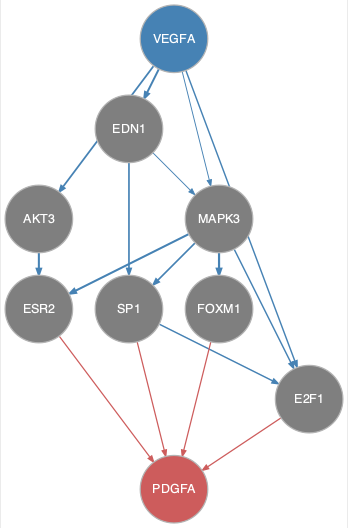 VEGFA
EDN1
AKT3
MAPK3
ESR2
SP1
FOXM1
E2F1
PDGFA